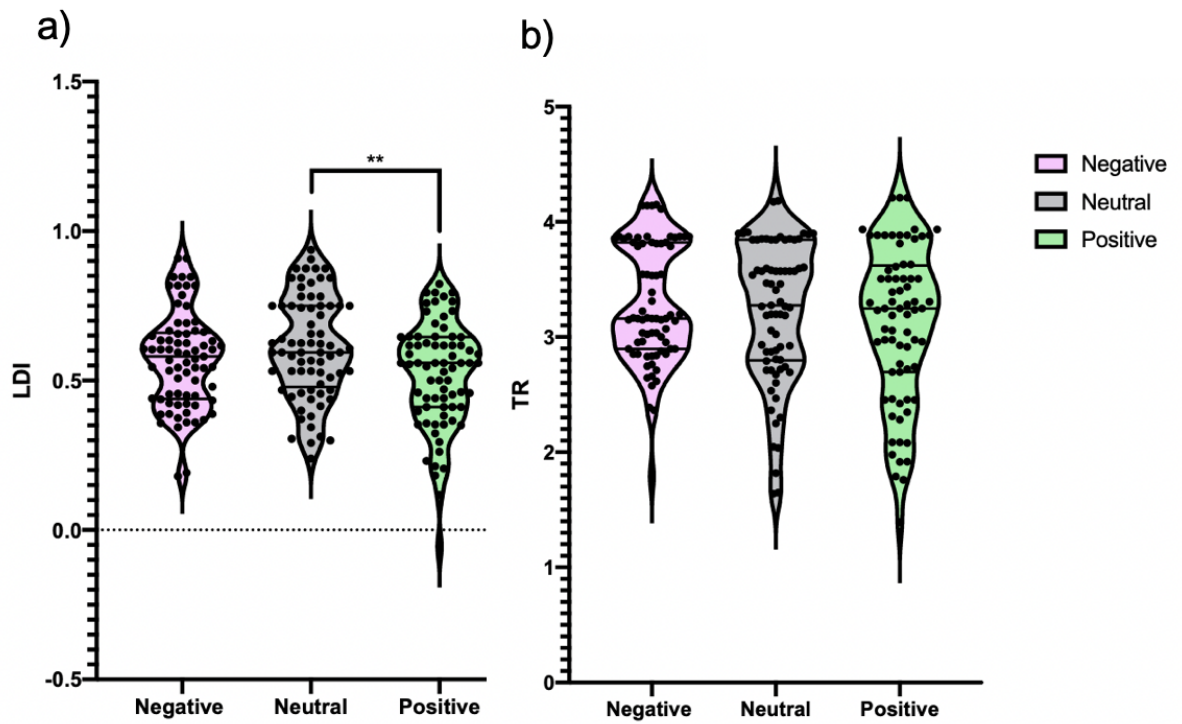 a)
1.5
1.0
0.5
0.0
-0.5
LDI
**
Negative
Neutral
Positive
b)
5
4
3
2
1
0
TR
Negative
Neutral
Positive
Negative
Neutral
Positive